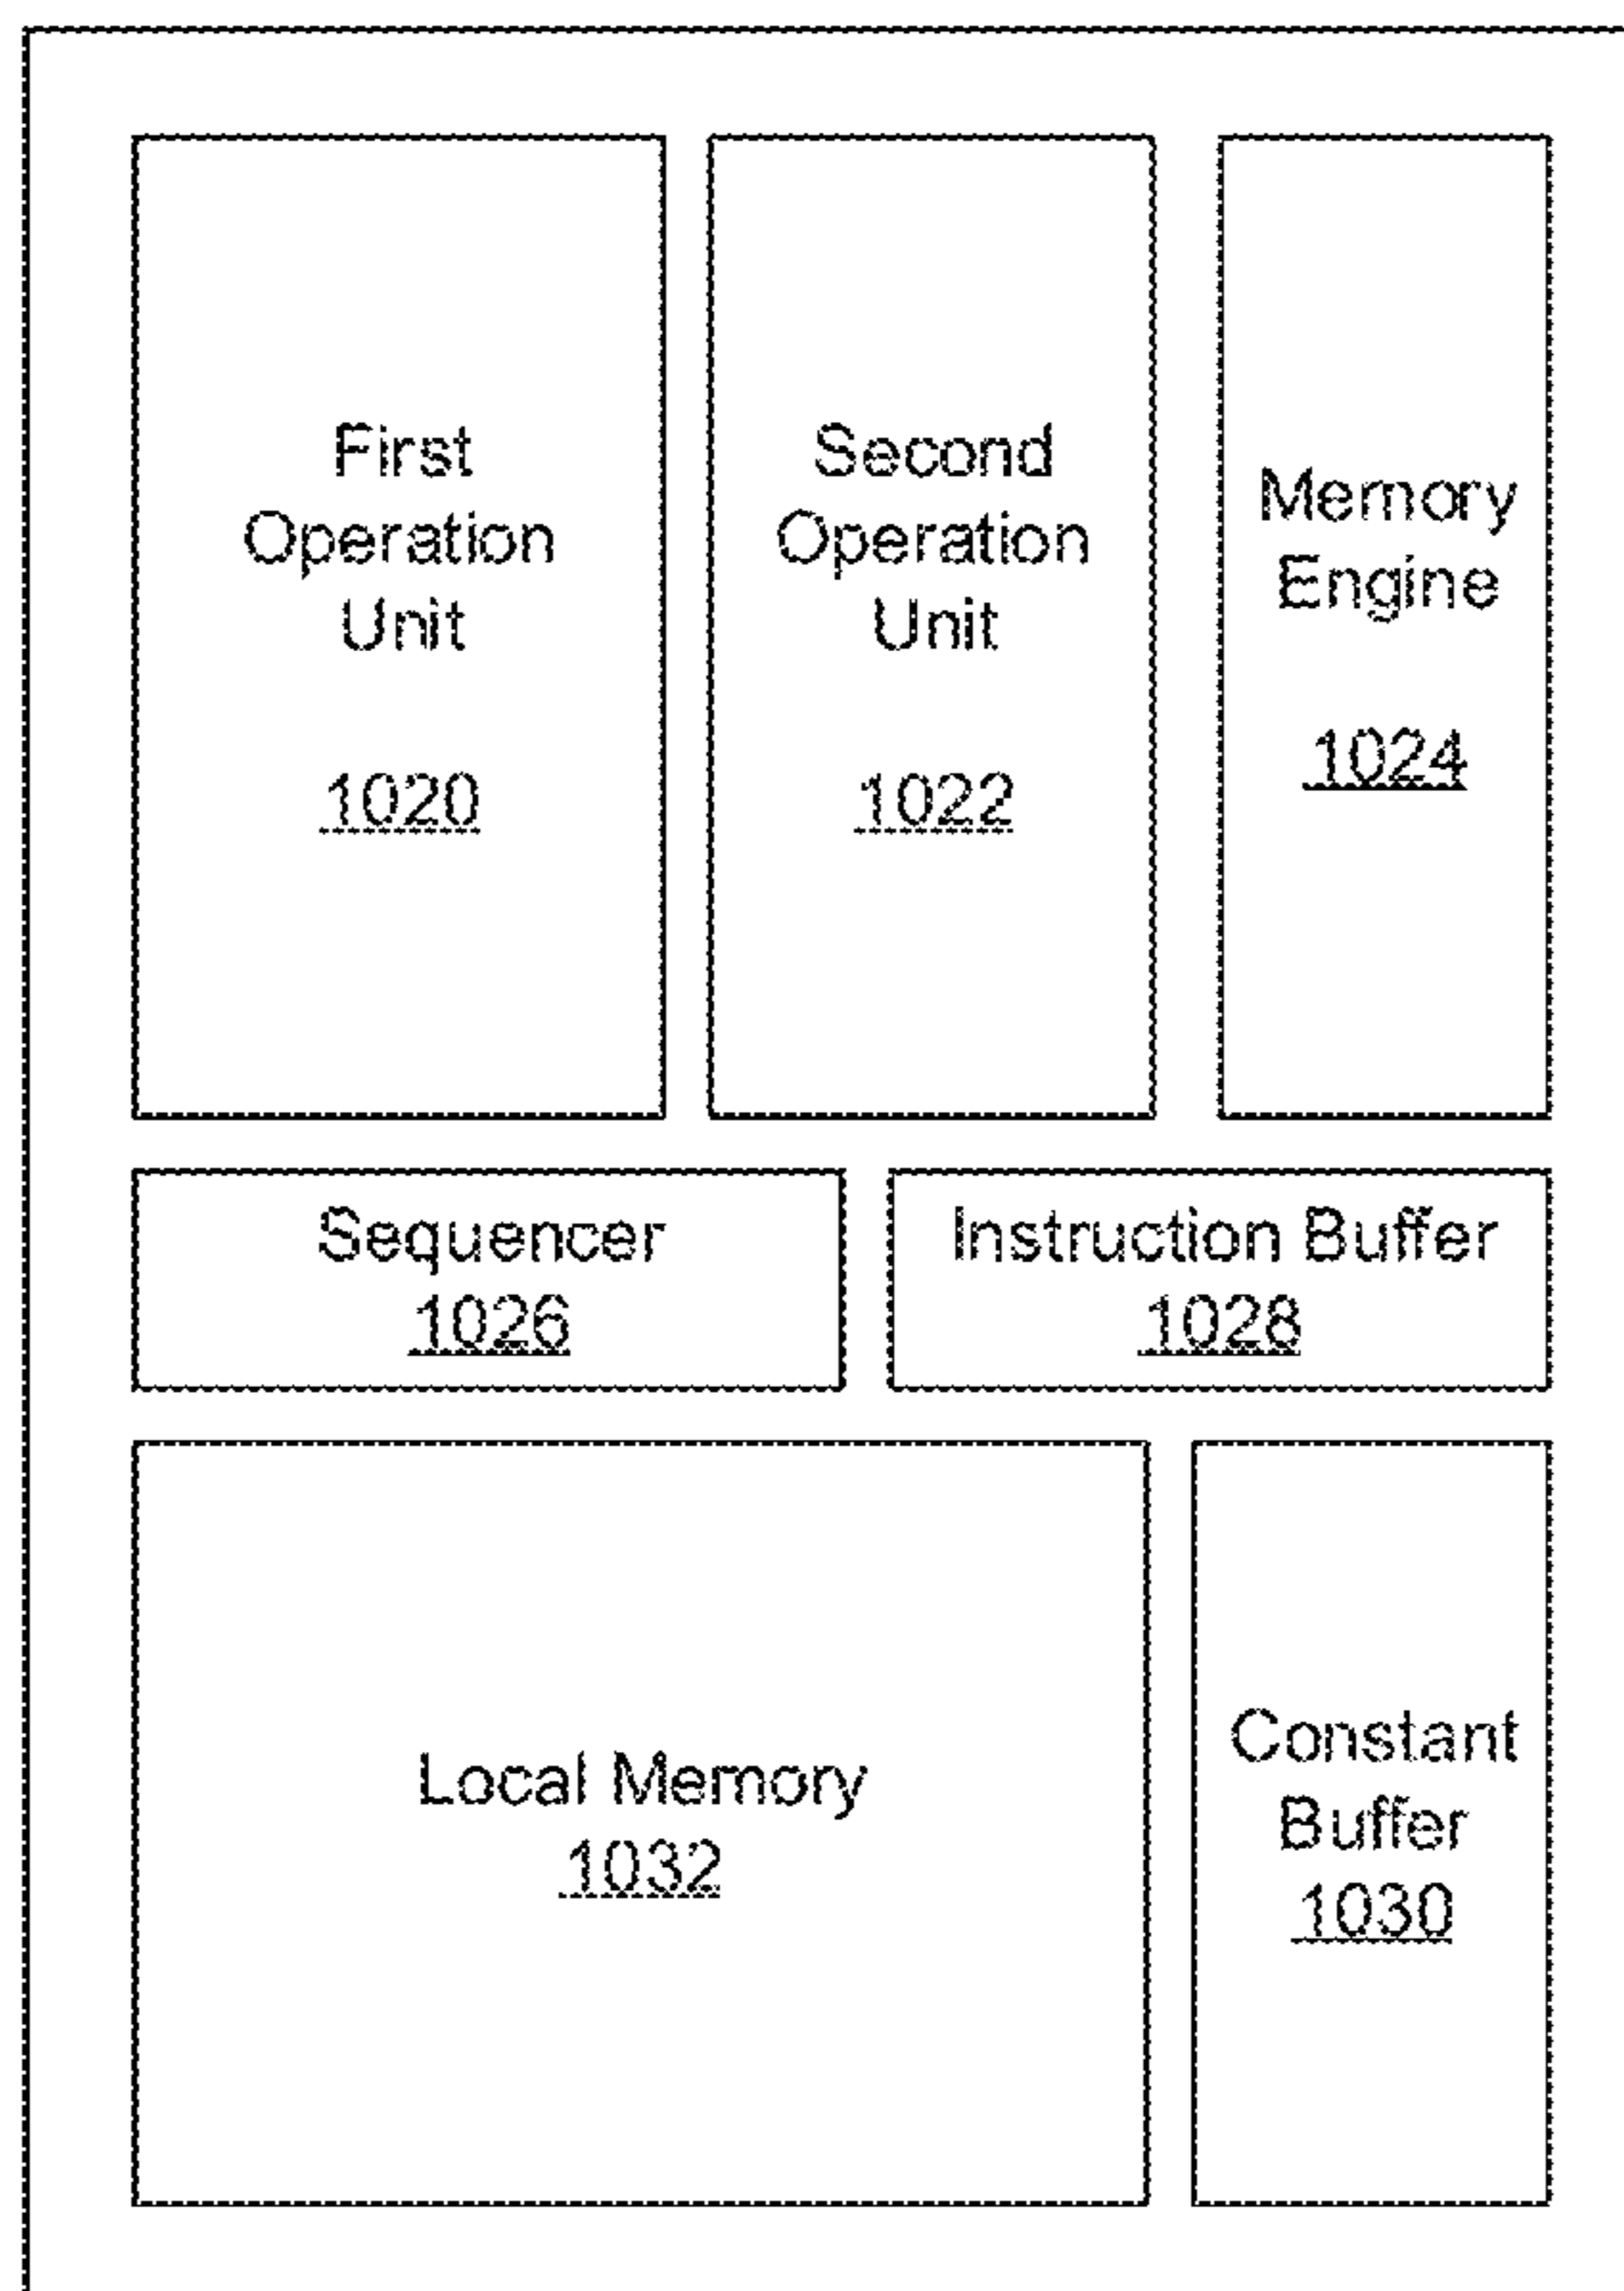 First
Operation
Unit
1020
Second
Operation
Unit
1022
Memory
Engine
1024
Sequencer
1026
Instruction Buffer
1028
Local Memory
1032
Constant
Buffer
1030